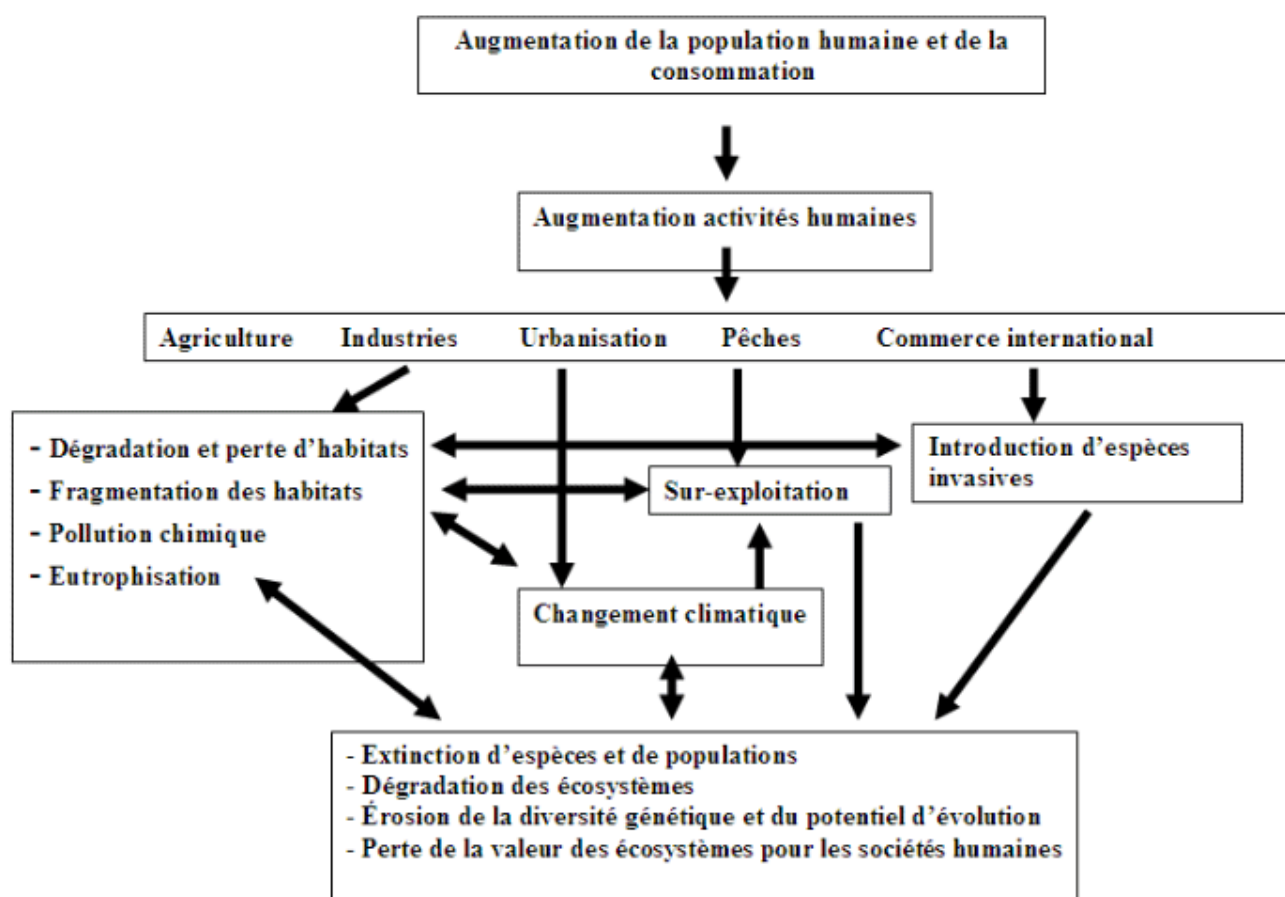 Augmentation de la population humaine et de la
consommation
Augmentation activités humaines
Agriculture Industries Urbanisation Pêches Commerce international
- Dégradation et perte d'habitats
- Fragmentation des habitats
- Pollution chimique
- Eutrophisation
Introduction d'espèces
invasives
Sur-exploitation
Changement climatique
- Extinction d'espèces et de populations
- Dégradation des écosystèmes
- Érosion de la diversité génétique et du potentiel d'évolution
- Perte de la valeur des écosystèmes pour les sociétés humaines